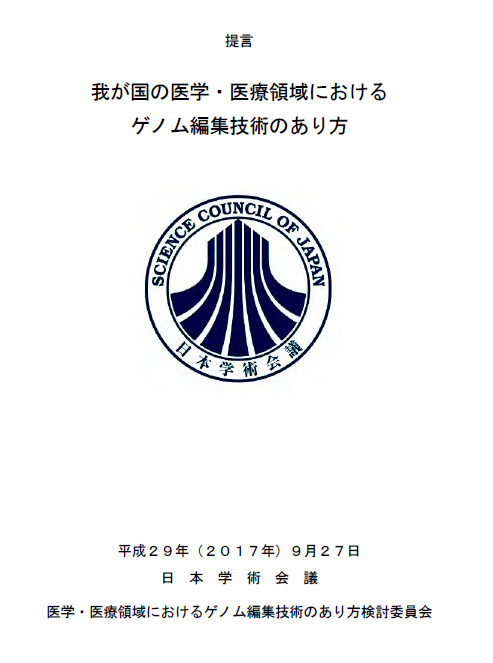 提言
我が国の医学・医療領域における
ゲノム編集技術のあり方
SCIENCE COUNCIL OF JAPAN
日本学術会議
平成２９年（２０１７年）９月２７日
日　本　学　術　会　議
医学・医療領域におけるゲノム編集技術のあり方検討委員会